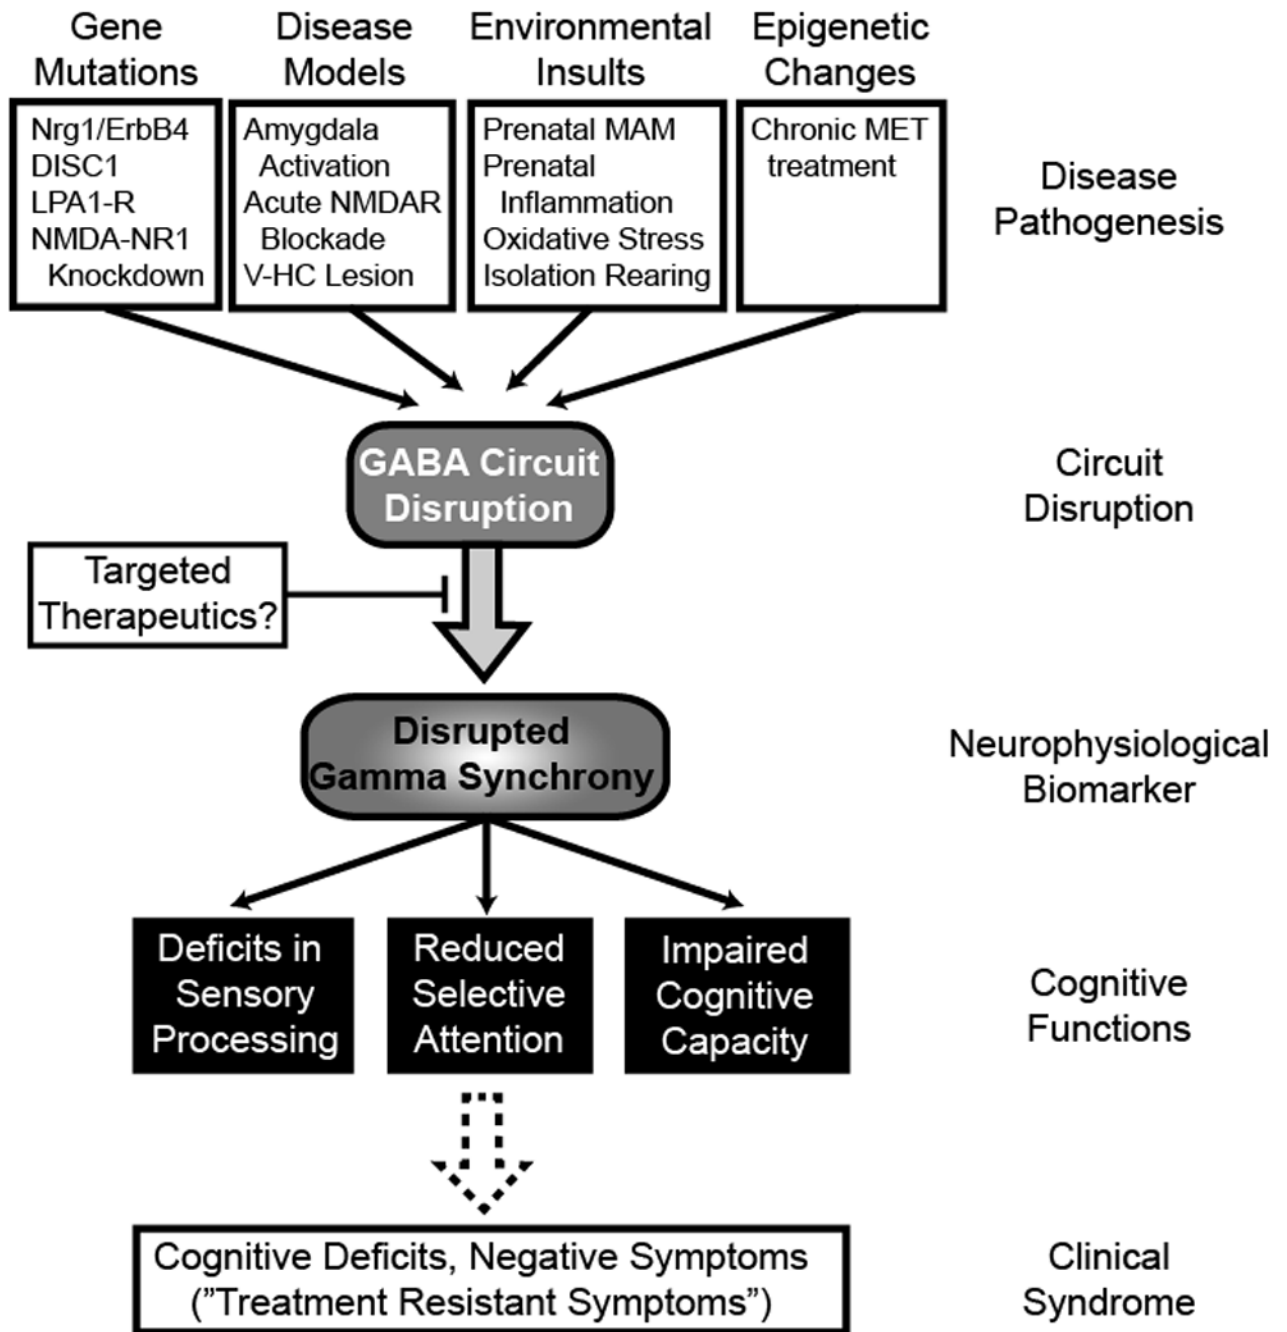 Gene
Mutations
Disease
Models
Environmental
Insults
Epigenetic
Changes
Nrg1/ErbB4
DISC1
LPA1-R
NMDA-NR1
Knockdown
Amygdala
Activation
Acute NMDAR
Blockade
V-HC Lesion
Prenatal MAM
Prenatal
Inflammation
Oxidative Stress
Isolation Rearing
Chronic MET
treatment
Disease
Pathogenesis
GABA Circuit
Disruption
Circuit
Disruption
Targeted
Therapeutics?
Disrupted
Gamma Synchrony
Neurophysiological
Biomarker
Deficits in
Sensory
Processing
Reduced
Selective
Attention
Impaired
Cognitive
Capacity
Cognitive
Functions
Cognitive Deficits, Negative Symptoms
(”Treatment Resistant Symptoms”)
Clinical
Syndrome